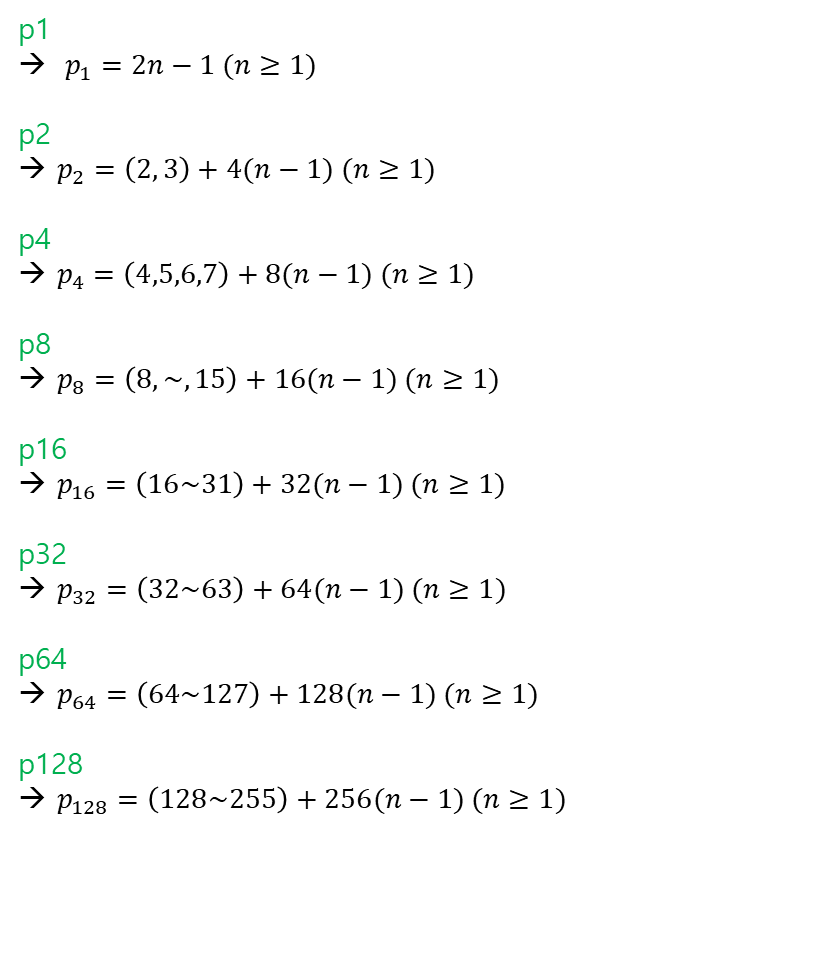 p1
→ p₁ = 2n − 1 (n ≥ 1)
p2
→ p₂ = (2, 3) + 4(n − 1) (n ≥ 1)
p4
→ p₄ = (4,5,6,7) + 8(n − 1) (n ≥ 1)
p8
→ p₈ = (8, ~, 15) + 16(n − 1) (n ≥ 1)
p16
→ p₁₆ = (16~31) + 32(n − 1) (n ≥ 1)
p32
→ p₃₂ = (32~63) + 64(n − 1) (n ≥ 1)
p64
→ p₆₄ = (64~127) + 128(n − 1) (n ≥ 1)
p128
→ p₁₂₈ = (128~255) + 256(n − 1) (n ≥ 1)